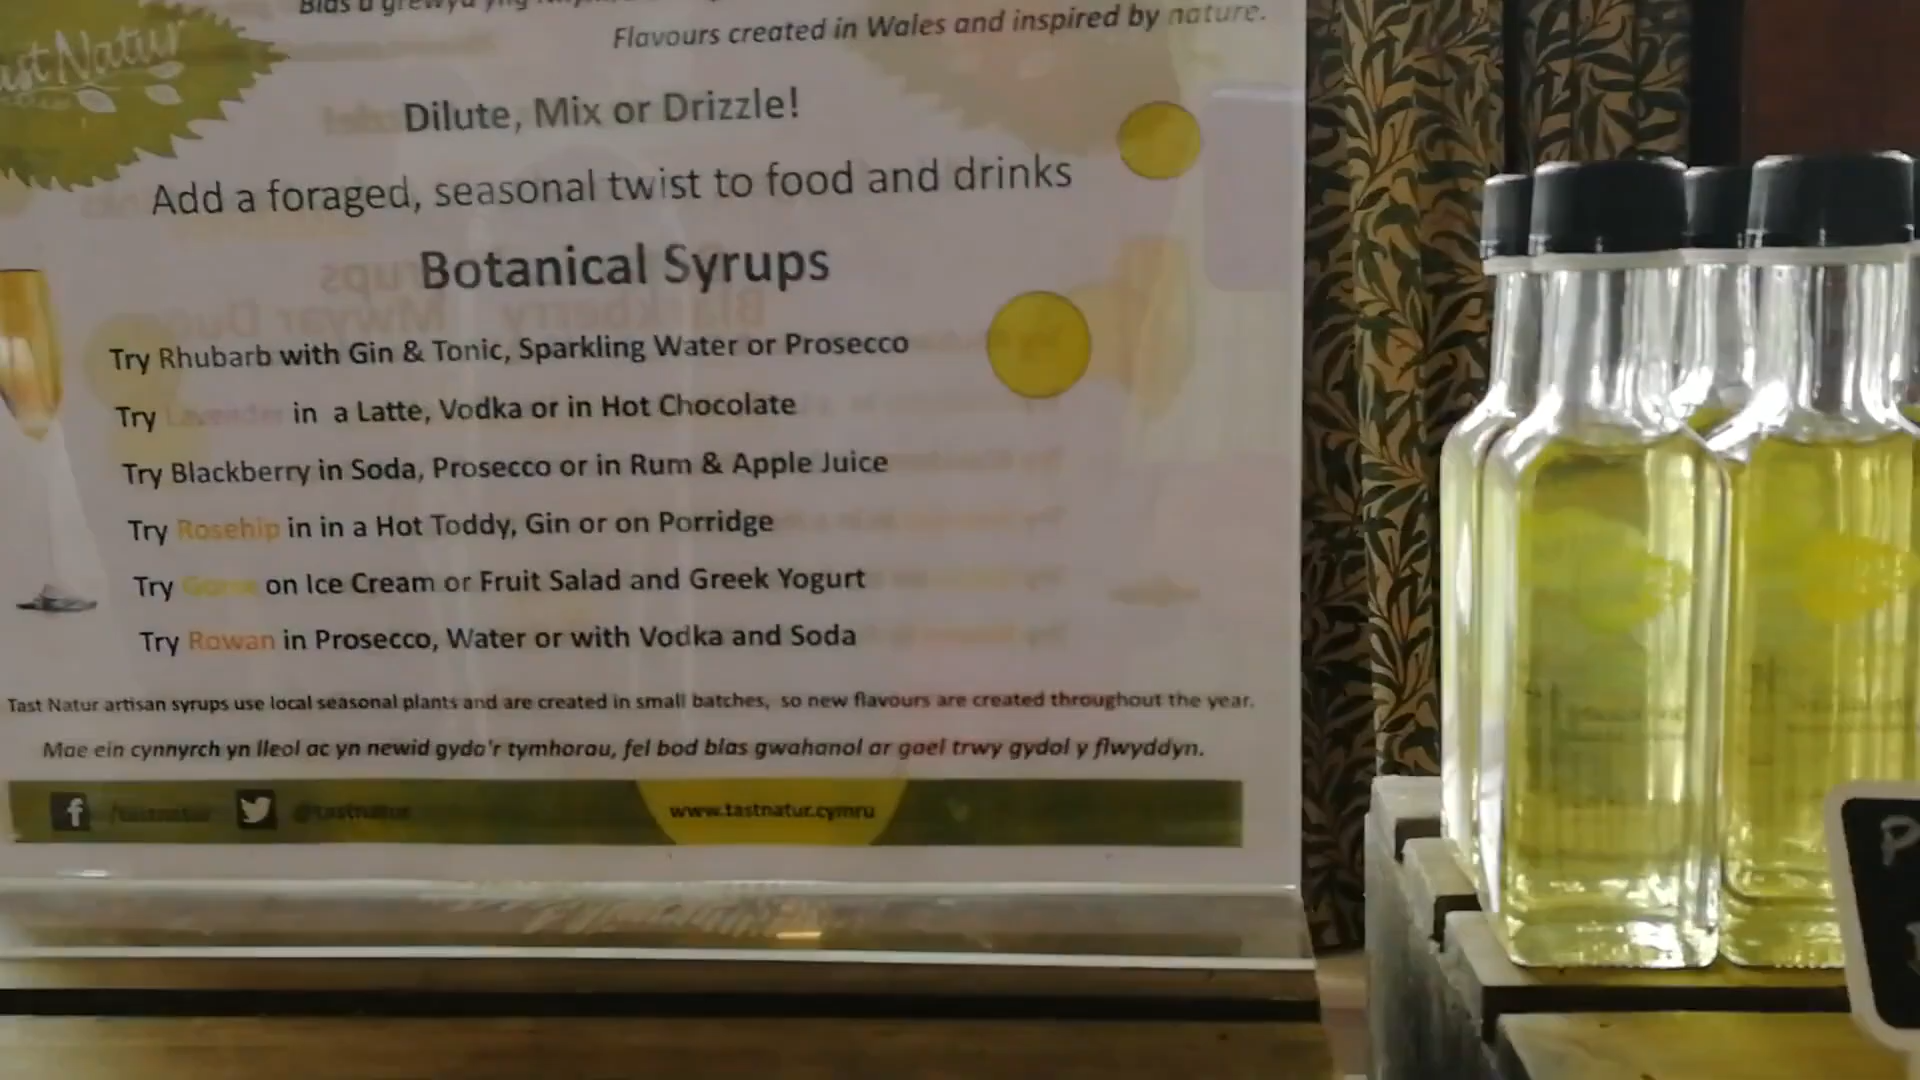 Tast Natur
Flavours created in Wales and inspired by nature.
Dilute, Mix or Drizzle!
Add a foraged, seasonal twist to food and drinks
Botanical Syrups
Try Rhubarb with Gin & Tonic, Sparkling Water or Prosecco
Try Lavender in a Latte, Vodka or in Hot Chocolate
Try Blackberry in Soda, Prosecco or in Rum & Apple Juice
Try Rosehip in in a Hot Toddy, Gin or on Porridge
Try Gorse on Ice Cream or Fruit Salad and Greek Yogurt
Try Rowan in Prosecco, Water or with Vodka and Soda
Tast Natur artisan syrups use local seasonal plants and are created in small batches, so new flavours are created throughout the year.
Mae ein cynnyrch yn lleol ac yn newid gyda'r tymhorau, fel bod blas gwahanol ar gael trwy gydol y flwyddyn.
/tastnatur @tastnatur www.tastnatur.cymru